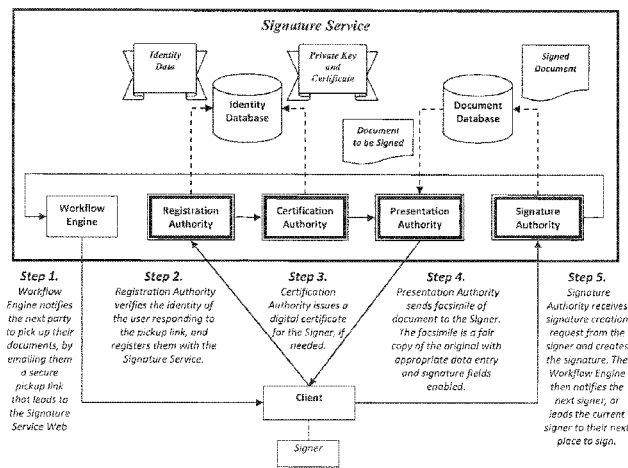 Signature Service
Identity
Data
Private Key
and
Certificate
Signed
Document
Identity
Database
Document
Database
Document
to be Signed
Workflow
Engine
Registration
Authority
Certification
Authority
Presentation
Authority
Signature
Authority
Step 1.
Workflow
Engine notifies
the next party
to pick up their
documents, by
emailing them
a secure
pickup link
that leads to
the Signature
Service Web
Step 2.
Registration Authority
verifies the identity of
the user responding to
the pickup link, and
registers them with the
Signature Service.
Step 3.
Certification
Authority issues a
digital certificate
for the Signer, if
needed.
Step 4.
Presentation Authority
sends facsimile of
document to the Signer.
The facsimile is a fair
copy of the original with
appropriate data entry
and signature fields
enabled.
Step 5.
Signature
Authority receives
signature creation
request from the
signer and creates
the signature. The
Workflow Engine
then notifies the
next signer, or
leads the current
signer to their next
place to sign.
Client
Signer